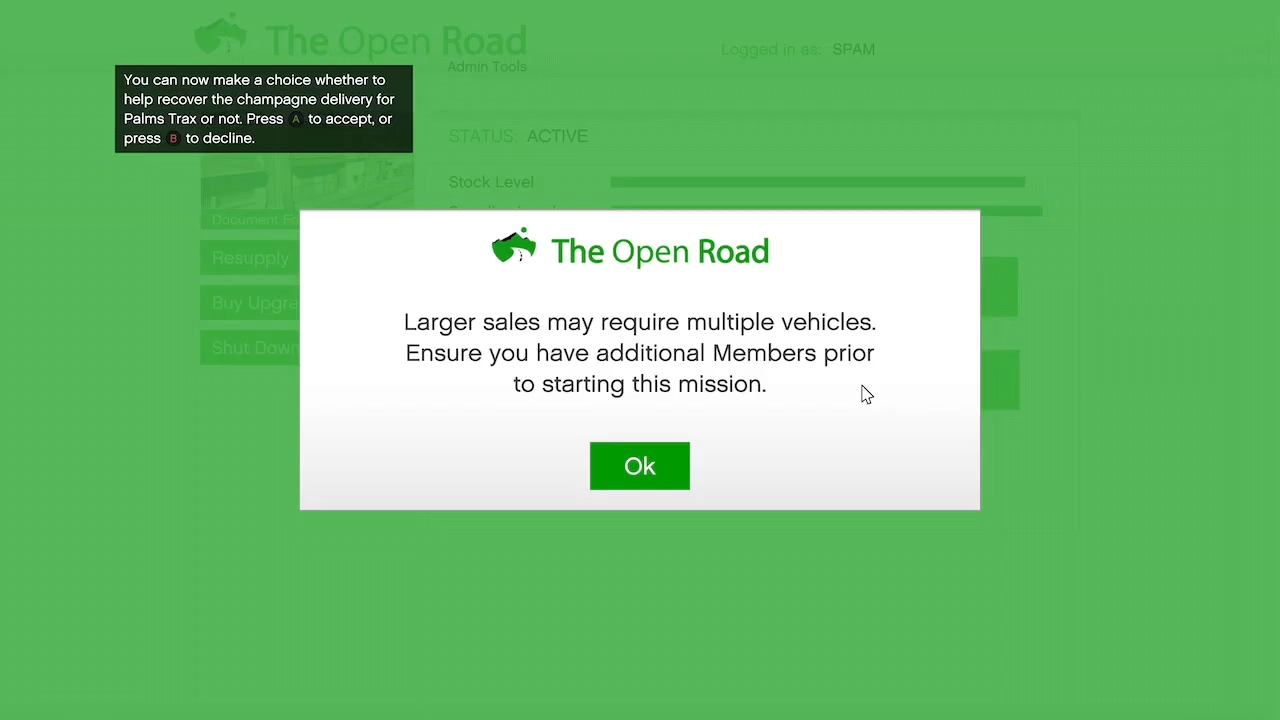 The Open Road
Admin Tools
Logged in as: SPAM
You can now make a choice whether to
help recover the champagne delivery for
Palms Trax or not. Press A to accept, or
press B to decline.
STATUS: ACTIVE
Stock Level
Document Fo
Resupply
Buy Upgra
Shut Down
The Open Road
Larger sales may require multiple vehicles.
Ensure you have additional Members prior
to starting this mission.
Ok